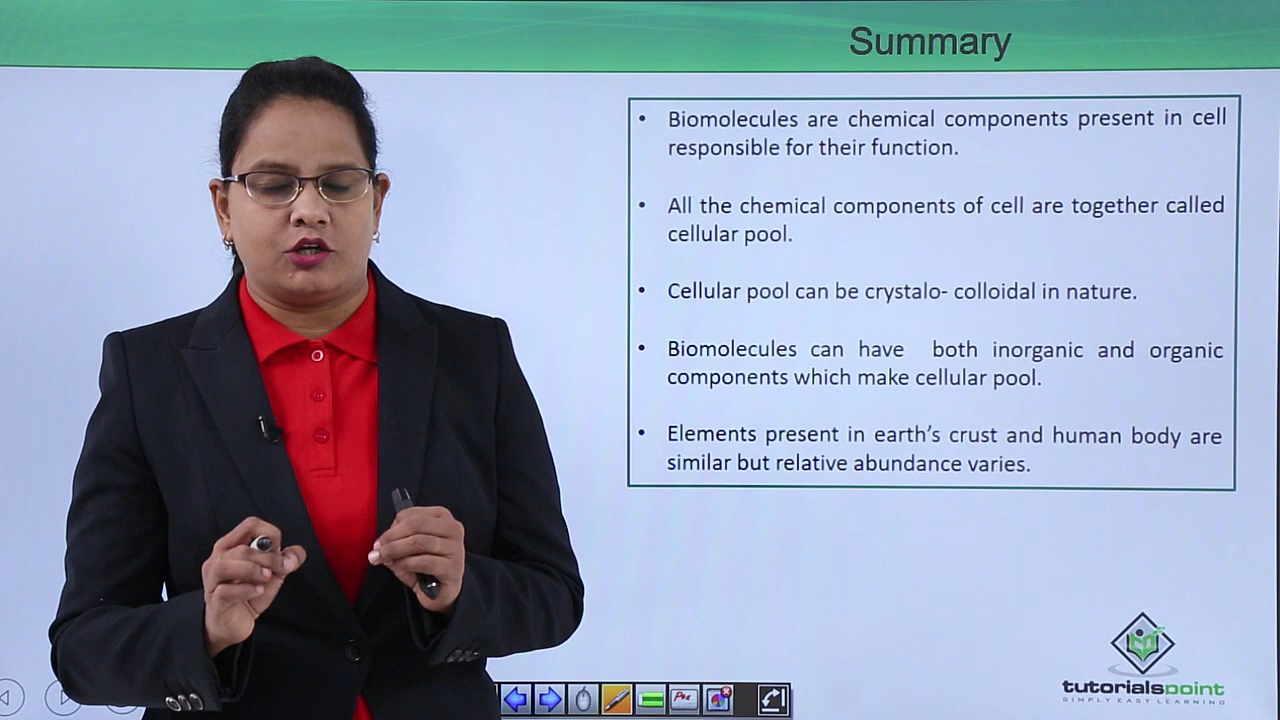 Summary
• Biomolecules are chemical components present in cell
responsible for their function.
• All the chemical components of cell are together called
cellular pool.
• Cellular pool can be crystalo- colloidal in nature.
• Biomolecules can have both inorganic and organic
components which make cellular pool.
• Elements present in earth's crust and human body are
similar but relative abundance varies.
tutorialspoint
SIMPLY EASY LEARNING